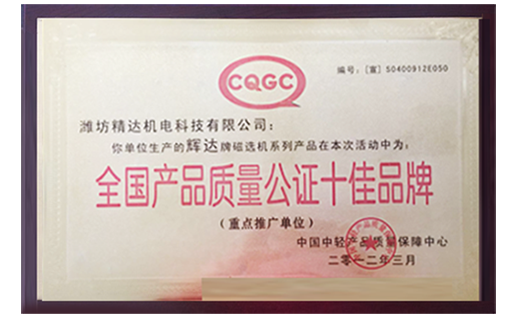 CQGC
编号:［宣］S0400912E050
潍坊精达机电科技有限公司:
你单位生产的辉达牌磁选机系列产品在本次活动中为:
全国产品质量公证十佳品牌
（重点推广单位）
中国中轻产品质量保障中心
二零一二年三月